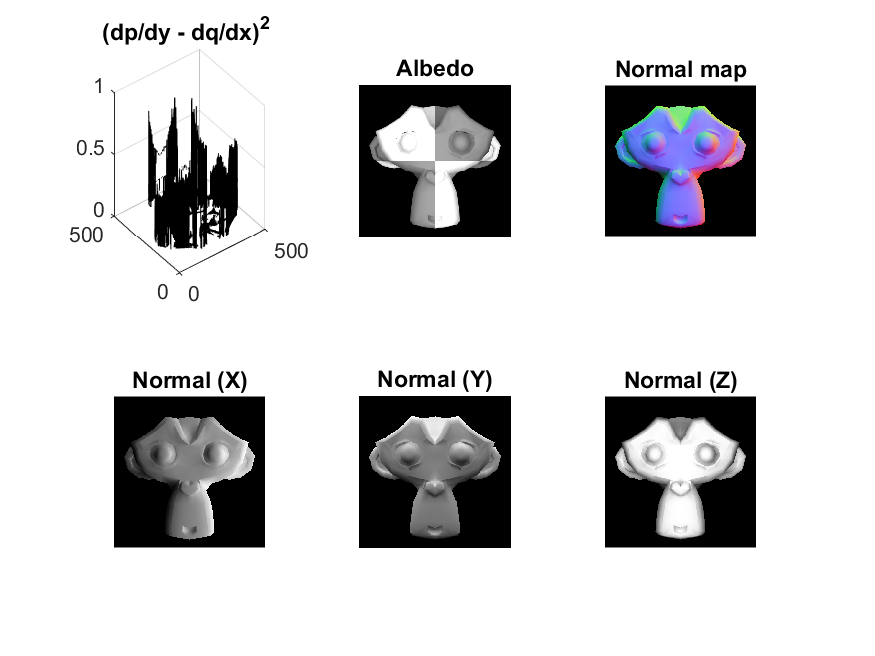 (dp/dy - dq/dx)²
1
0.5
0
500
0
0
500
Albedo
Normal map
Normal (X)
Normal (Y)
Normal (Z)